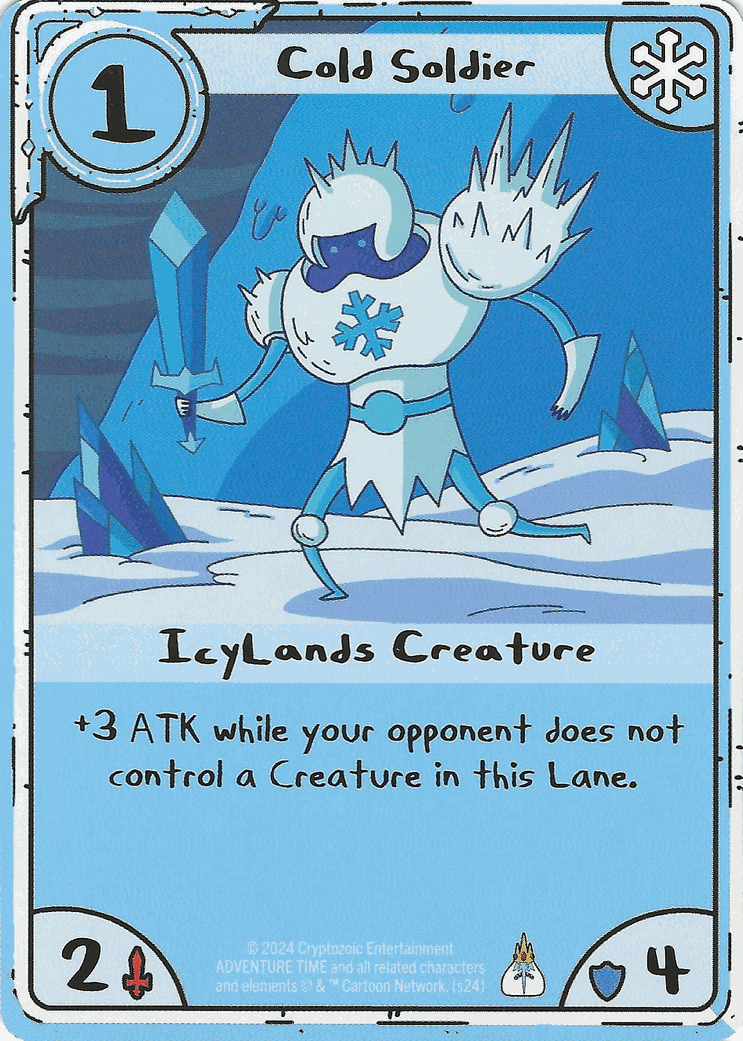 1
Cold Soldier
IcyLands Creature
+3 ATK while your opponent does not
control a Creature in this Lane.
2
© 2024 Cryptozoic Entertainment
ADVENTURE TIME and all related characters
and elements © & ™ Cartoon Network. (s24)
4